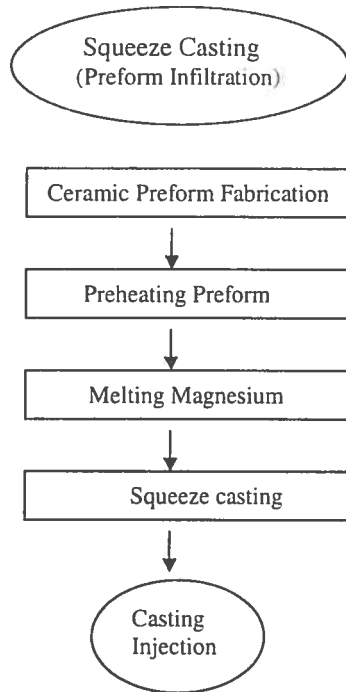 Squeeze Casting
(Preform Infiltration)
Ceramic Preform Fabrication
Preheating Preform
Melting Magnesium
Squeeze casting
Casting
Injection